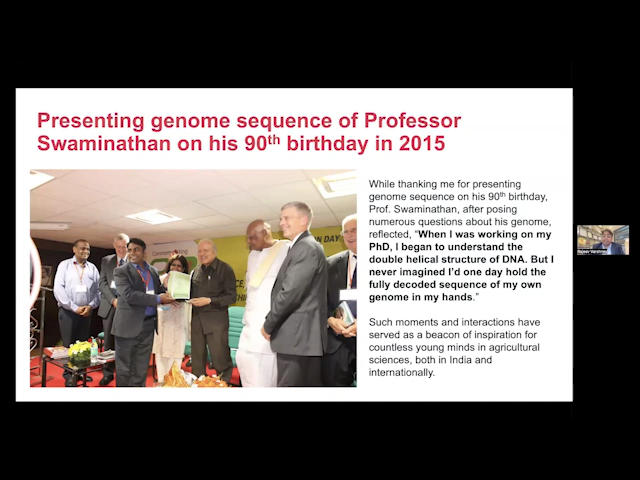 Presenting genome sequence of Professor
Swaminathan on his 90th birthday in 2015
While thanking me for presenting
genome sequence on his 90th birthday,
Prof. Swaminathan, after posing
numerous questions about his genome,
reflected, "When I was working on my
PhD, I began to understand the
double helical structure of DNA. But I
never imagined I'd one day hold the
fully decoded sequence of my own
genome in my hands."
Such moments and interactions have
served as a beacon of inspiration for
countless young minds in agricultural
sciences, both in India and
internationally.